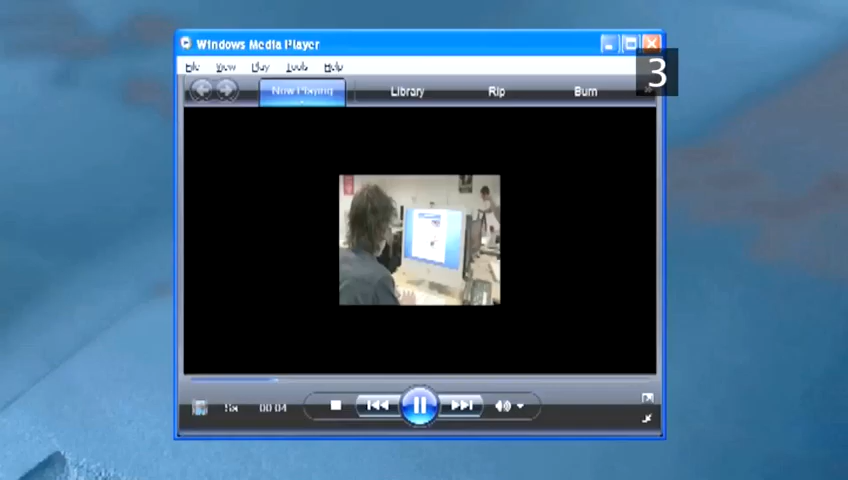 Windows Media Player
File View Play Tools Help
3
Now Playing Library Rip Burn
00:04